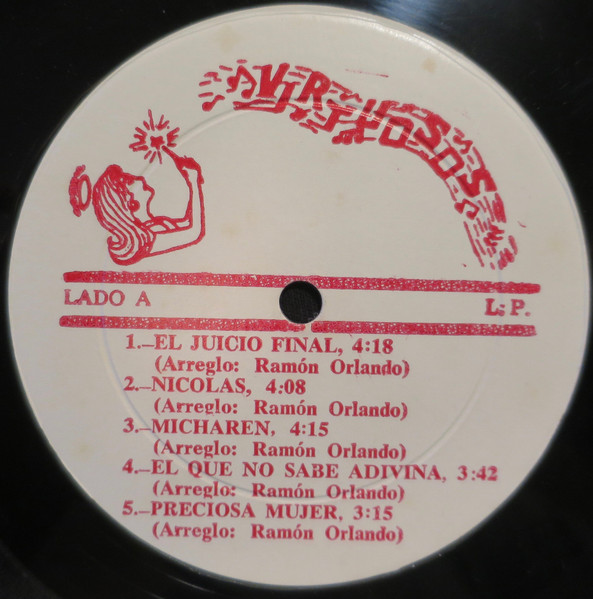 VIRTUOSOS
LADO A
L: P.
1.—EL JUICIO FINAL, 4:18
(Arreglo: Ramón Orlando)
2.—NICOLAS, 4:08
(Arreglo: Ramón Orlando)
3.—MICHAREN, 4:15
(Arreglo: Ramón Orlando)
4.—EL QUE NO SABE ADIVINA, 3:42
(Arreglo: Ramón Orlando)
5.—PRECIOSA MUJER, 3:15
(Arreglo: Ramón Orlando)